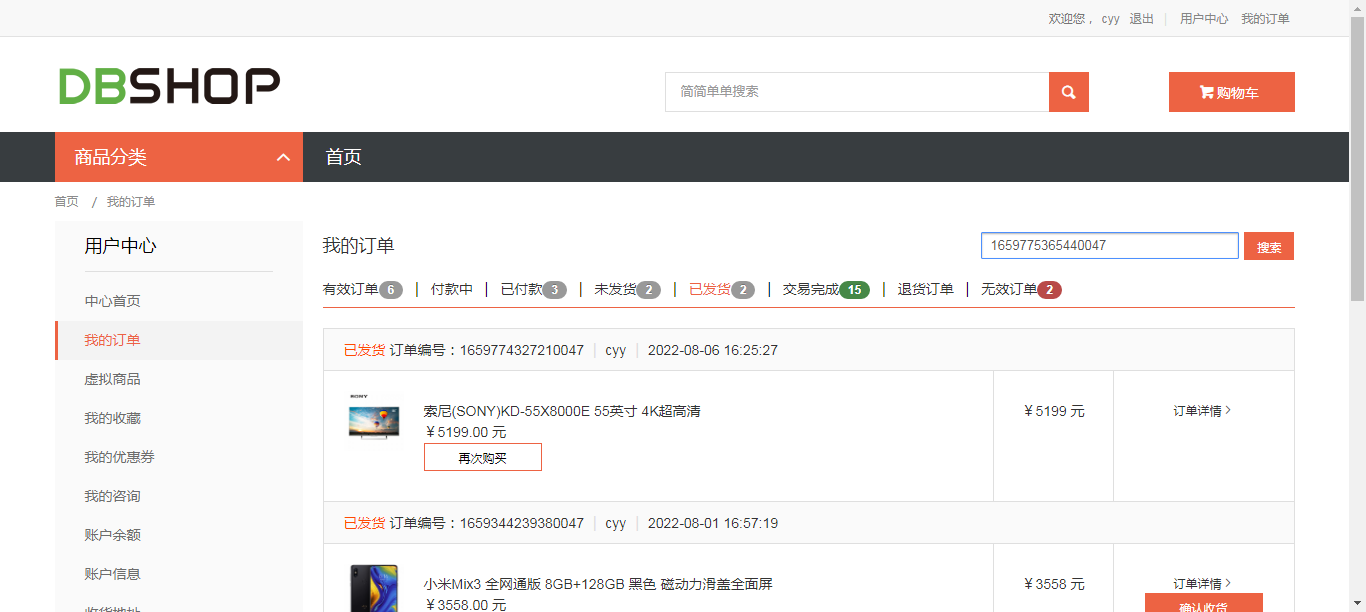 欢迎您， cyy 退出 | 用户中心 我的订单
DBSHOP
简简单单搜索
购物车
商品分类
首页
首页 / 我的订单
用户中心
中心首页
我的订单
虚拟商品
我的收藏
我的优惠券
我的咨询
账户余额
账户信息
收货地址
我的订单
1659775365440047
搜索
有效订单 6 | 付款中 | 已付款 3 | 未发货 2 | 已发货 2 | 交易完成 15 | 退货订单 | 无效订单 2
已发货 订单编号：1659774327210047 | cyy | 2022-08-06 16:25:27
SONY
索尼(SONY)KD-55X8000E 55英寸 4K超高清
￥5199.00 元
再次购买
￥5199 元
订单详情
已发货 订单编号：1659344239380047 | cyy | 2022-08-01 16:57:19
小米Mix3 全网通版 8GB+128GB 黑色 磁动力滑盖全面屏
￥3558.00 元
￥3558 元
订单详情
确认收货